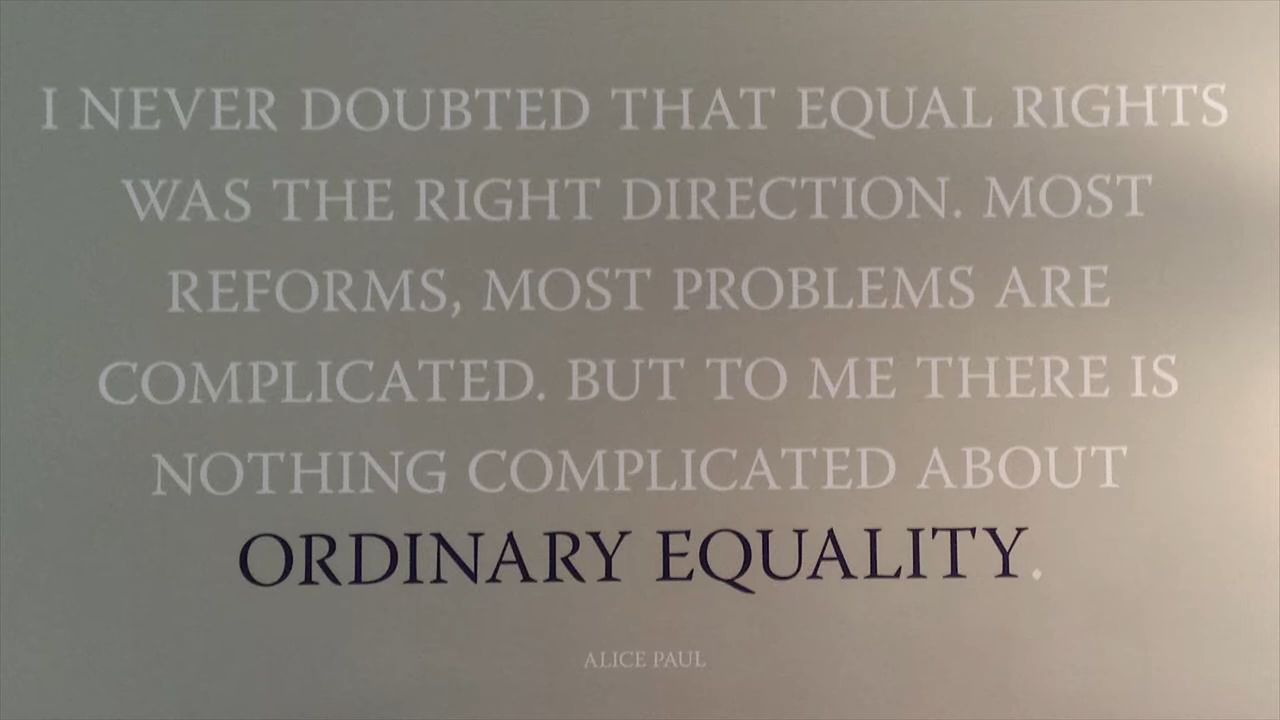 I NEVER DOUBTED THAT EQUAL RIGHTS
WAS THE RIGHT DIRECTION. MOST
REFORMS, MOST PROBLEMS ARE
COMPLICATED. BUT TO ME THERE IS
NOTHING COMPLICATED ABOUT
ORDINARY EQUALITY.
ALICE PAUL